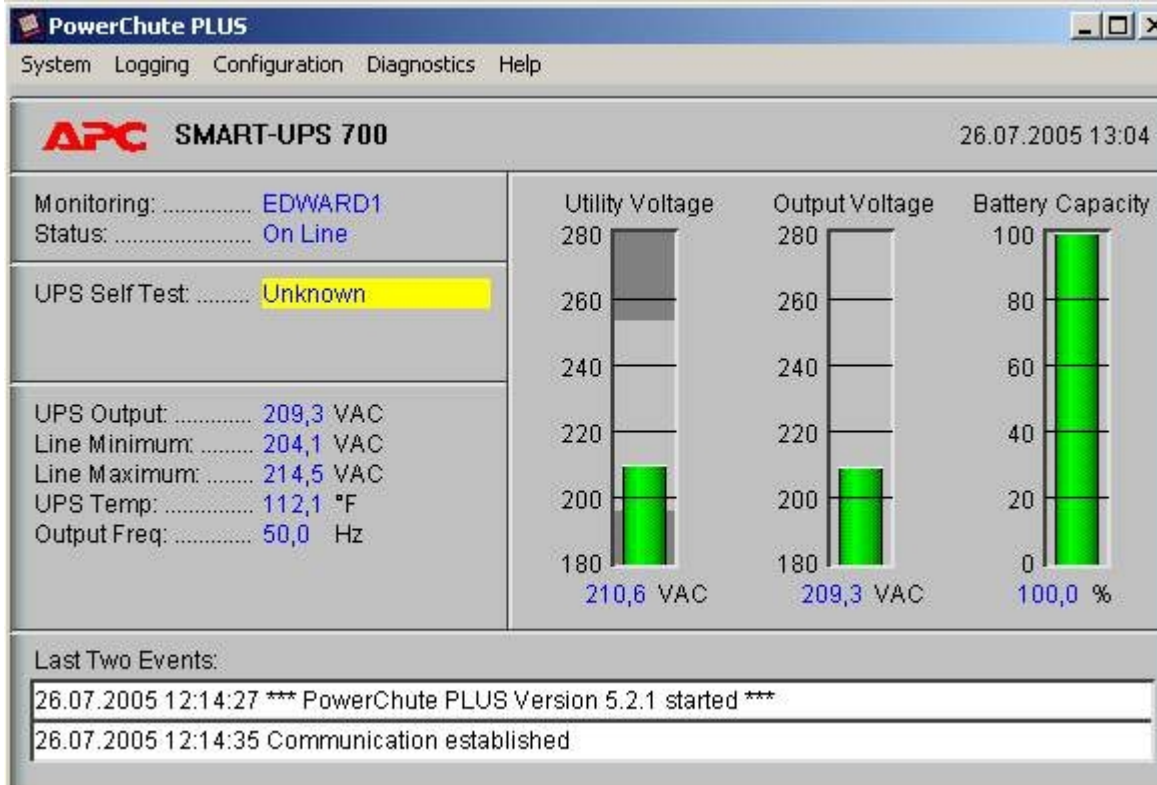 PowerChute PLUS
System Logging Configuration Diagnostics Help
APC SMART-UPS 700 26.07.2005 13:04
Monitoring: .............. EDWARD1
Status: ...................... On Line
UPS Self Test: ......... Unknown
UPS Output: ............. 209,3 VAC
Line Minimum: ......... 204,1 VAC
Line Maximum: ........ 214,5 VAC
UPS Temp: ............... 112,1 °F
Output Freq: ............. 50,0 Hz
Utility Voltage
280
260
240
220
200
180
210,6 VAC
Output Voltage
280
260
240
220
200
180
209,3 VAC
Battery Capacity
100
80
60
40
20
0
100,0 %
Last Two Events:
26.07.2005 12:14:27 *** PowerChute PLUS Version 5.2.1 started ***
26.07.2005 12:14:35 Communication established